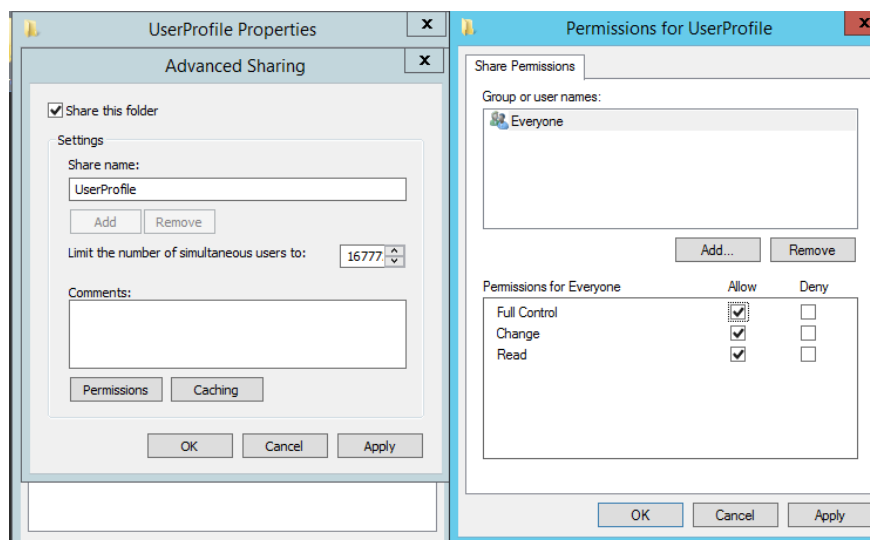 UserProfile Properties
x
Advanced Sharing
x
Share this folder
Settings
Share name:
UserProfile
Add
Remove
Limit the number of simultaneous users to:
16777
Comments:
Permissions
Caching
OK
Cancel
Apply
Permissions for UserProfile
x
Share Permissions
Group or user names:
Everyone
Add...
Remove
Permissions for Everyone
Allow
Deny
Full Control
Change
Read
OK
Cancel
Apply